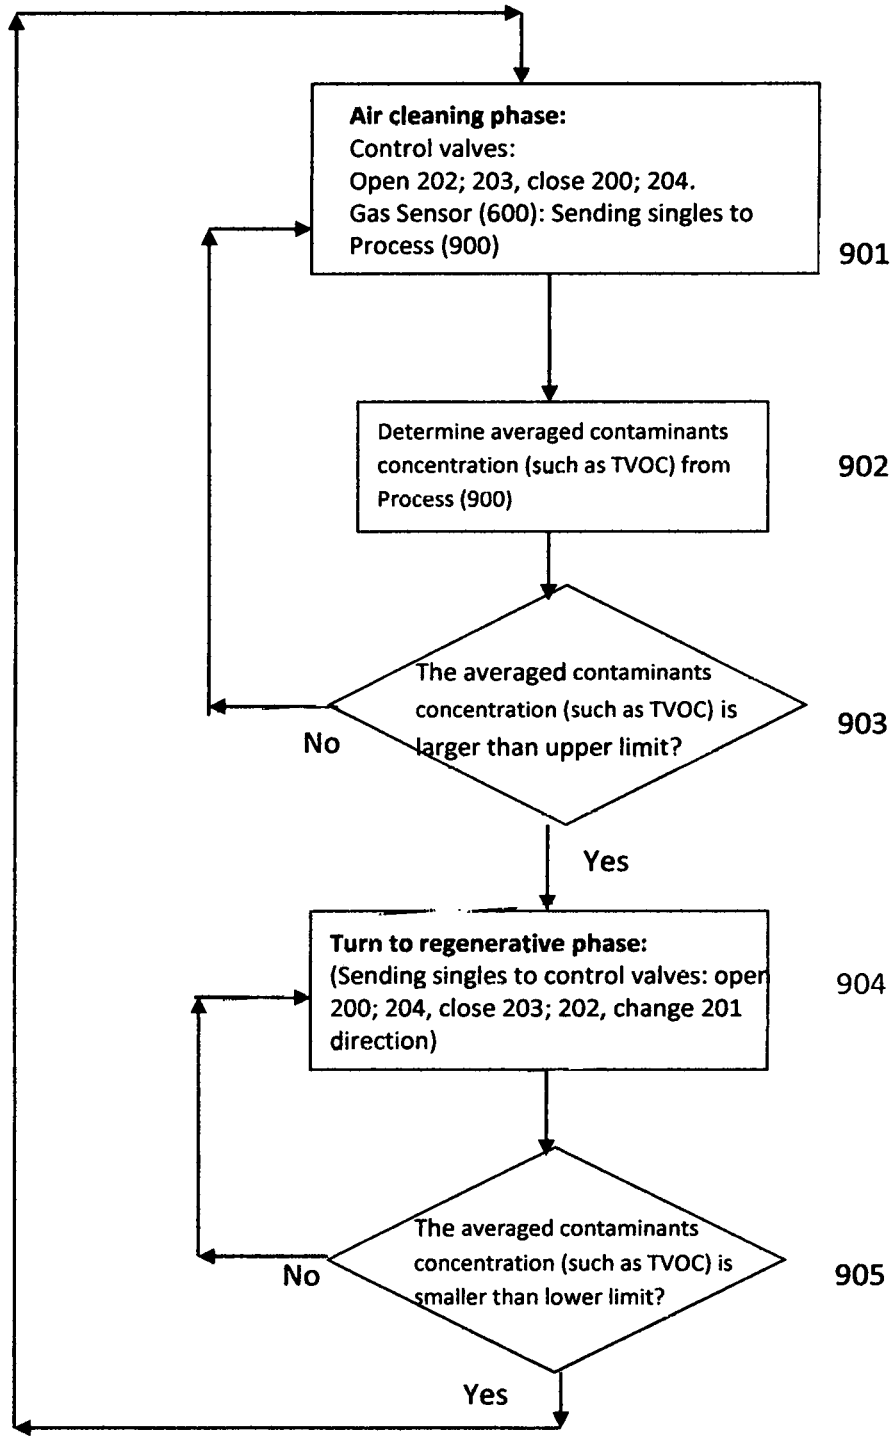 Air cleaning phase:
Control valves:
Open 202; 203, close 200; 204.
Gas Sensor (600): Sending singles to
Process (900)
901
Determine averaged contaminants
concentration (such as TVOC) from
Process (900)
902
The averaged contaminants
concentration (such as TVOC) is
larger than upper limit?
903
No
Yes
Turn to regenerative phase:
(Sending singles to control valves: open
200; 204, close 203; 202, change 201
direction)
904
The averaged contaminants
concentration (such as TVOC) is
smaller than lower limit?
905
No
Yes